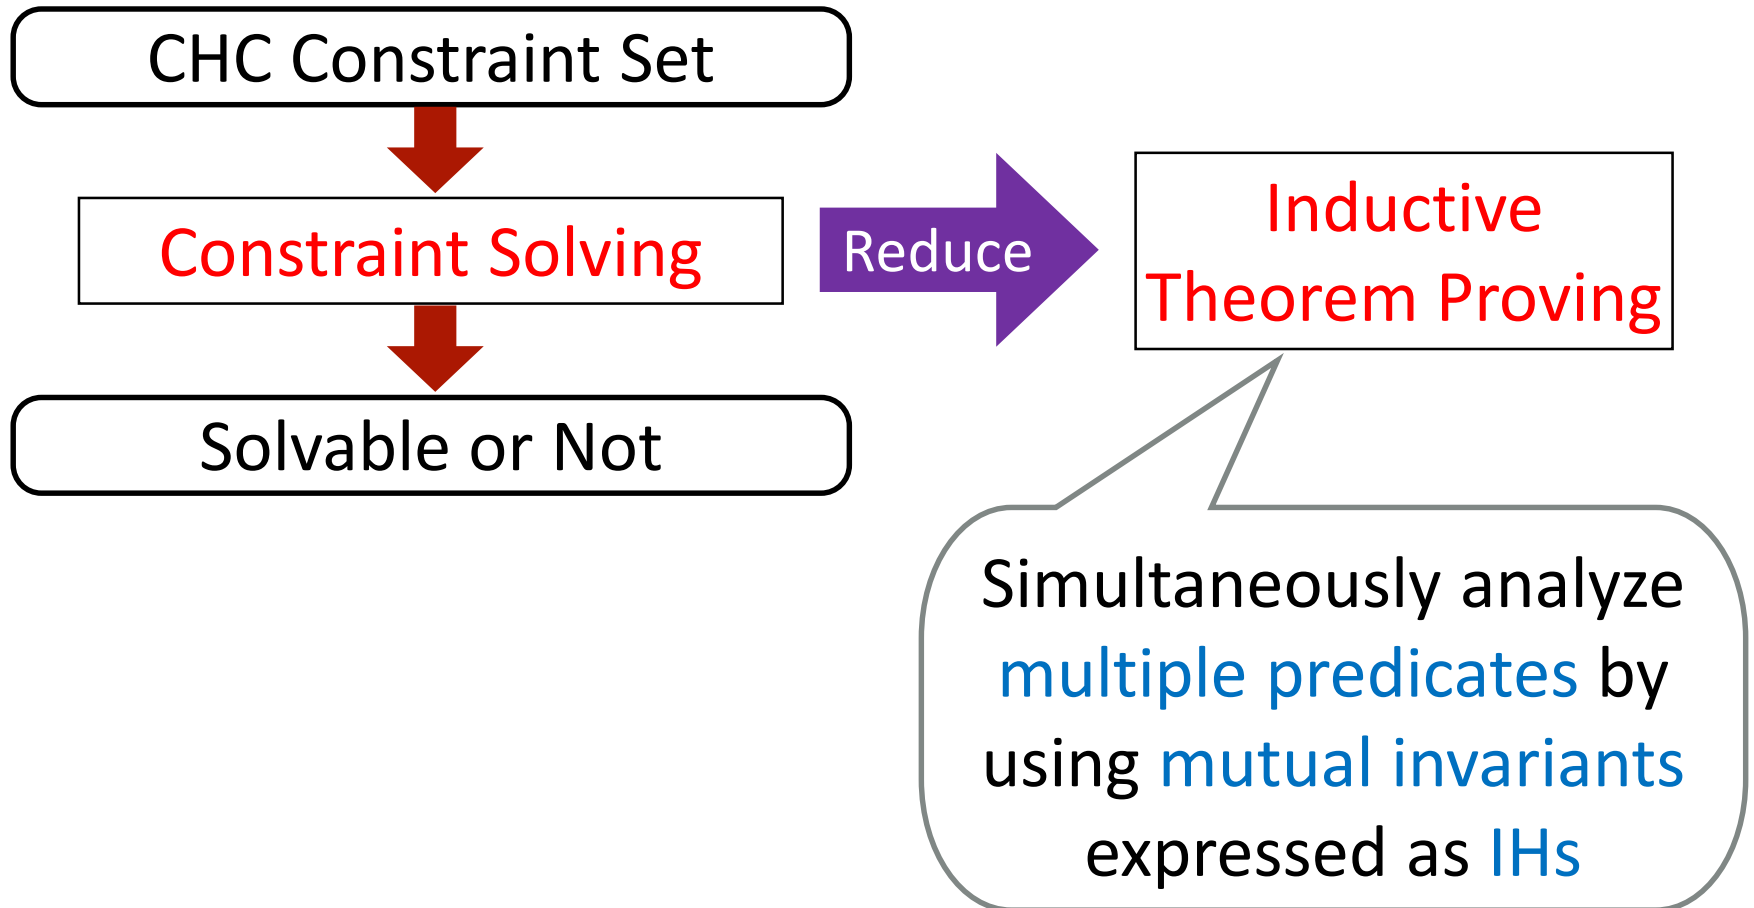 CHC Constraint Set
Constraint Solving
Reduce
Inductive
Theorem Proving
Solvable or Not
Simultaneously analyze
multiple predicates by
using mutual invariants
expressed as IHs